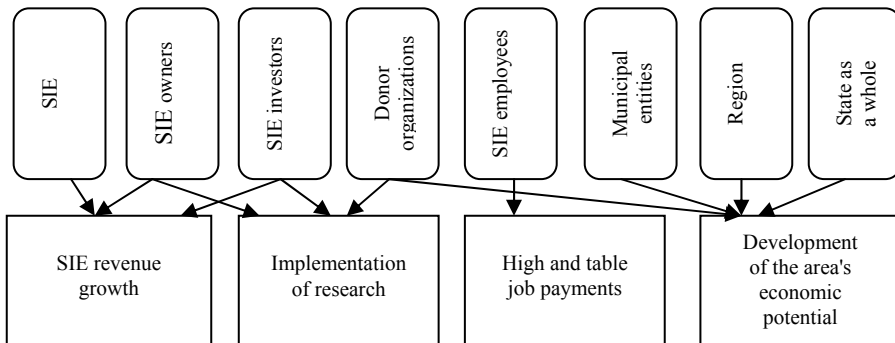 SIE
SIE owners
SIE investors
Donor
organizations
SIE employees
Municipal
entities
Region
State as
a whole
SIE revenue
growth
Implementation
of research
High and table
job payments
Development
of the area's
economic
potential